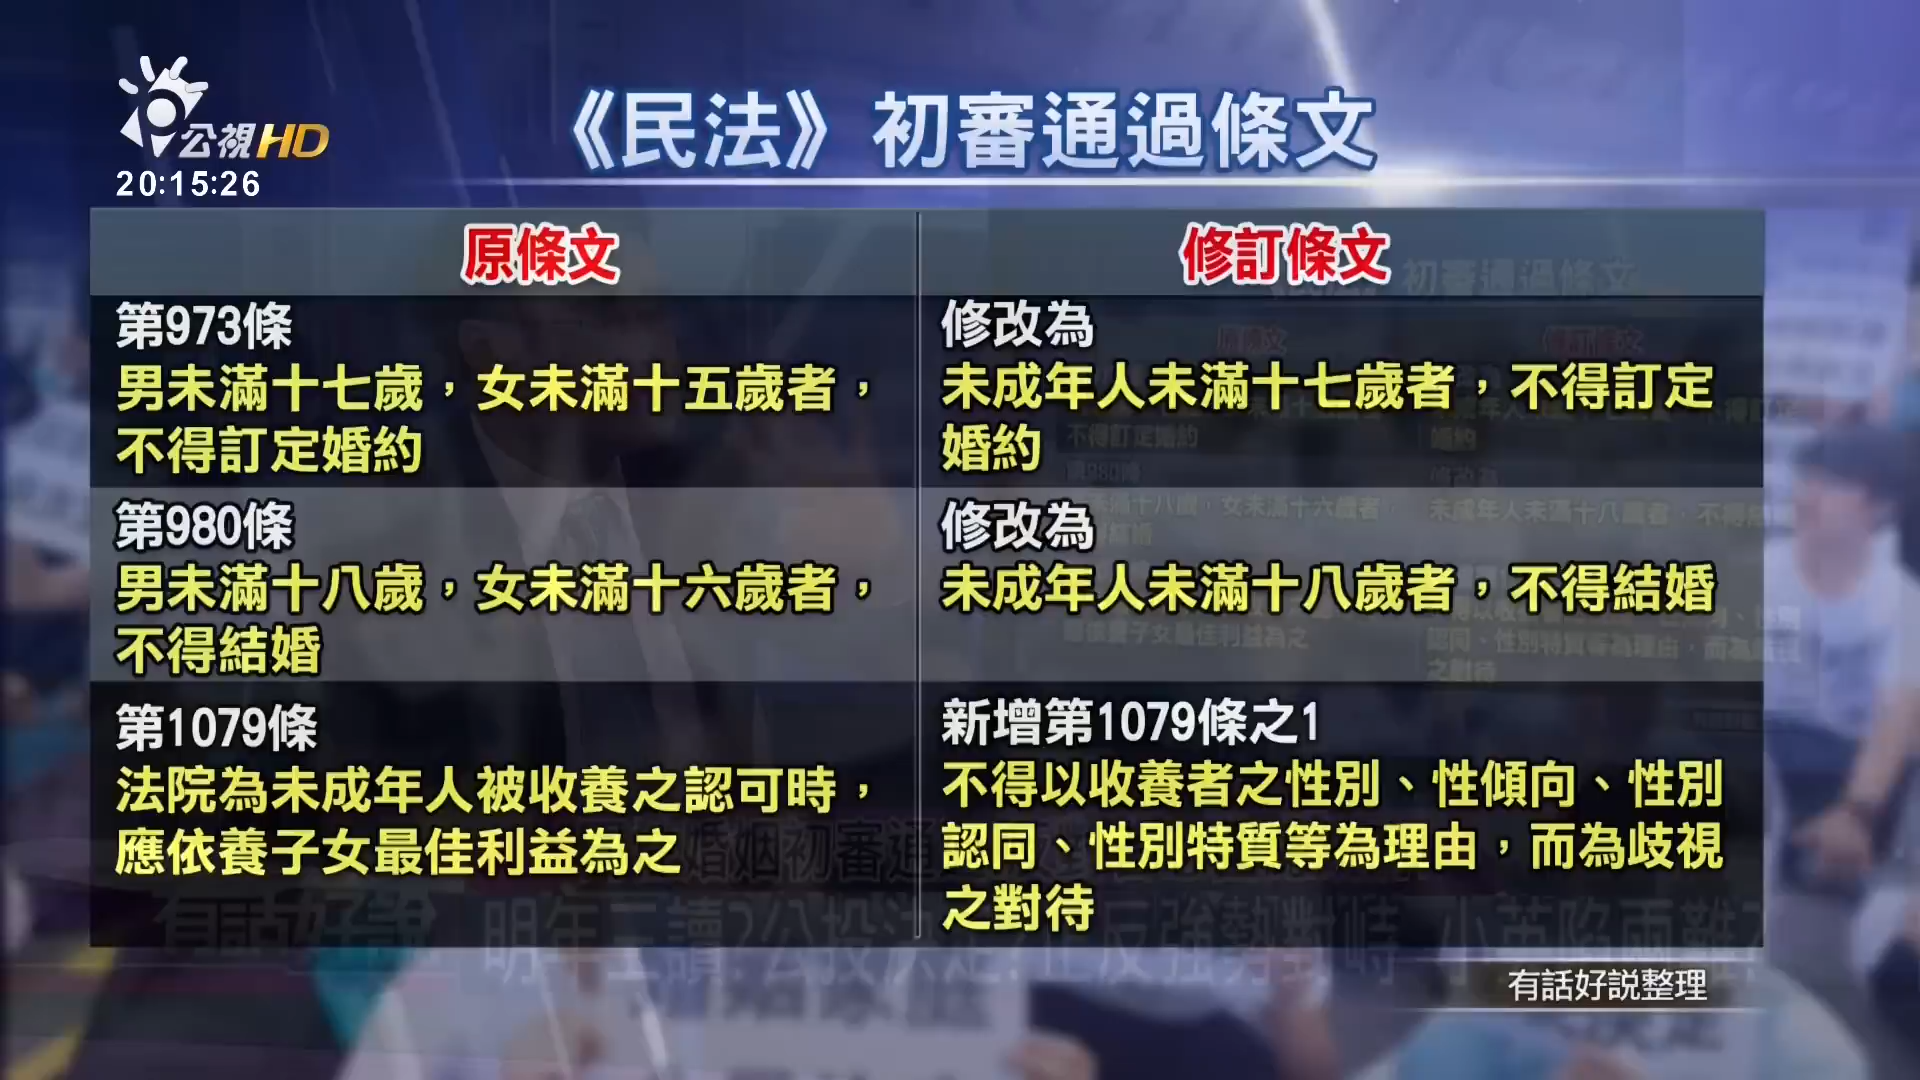 公視HD
20:15:26
《民法》初審通過條文
原條文
修訂條文
第973條
男未滿十七歲，女未滿十五歲者，
不得訂定婚約
修改為
未成年人未滿十七歲者，不得訂定
婚約
第980條
男未滿十八歲，女未滿十六歲者，
不得結婚
修改為
未成年人未滿十八歲者，不得結婚
第1079條
法院為未成年人被收養之認可時，
應依養子女最佳利益為之
新增第1079條之1
不得以收養者之性別、性傾向、性別
認同、性別特質等為理由，而為歧視
之對待
有話好説整理